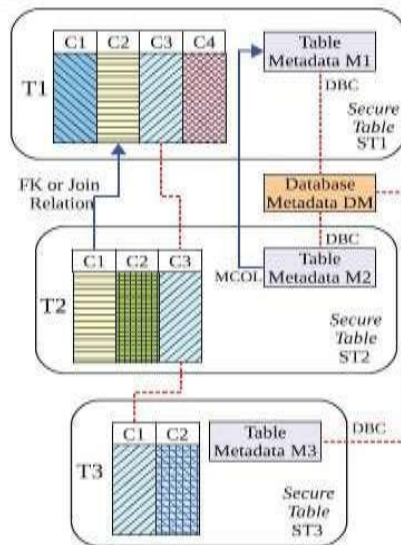 C1 C2 C3 C4
T1
Table
Metadata M1
DBC
Secure
Table
ST1
FK or Join
Relation
Database
Metadata DM
DBC
C1 C2 C3
T2
MCOL
Table
Metadata M2
Secure
Table
ST2
C1 C2
T3
Table
Metadata M3
DBC
Secure
Table
ST3